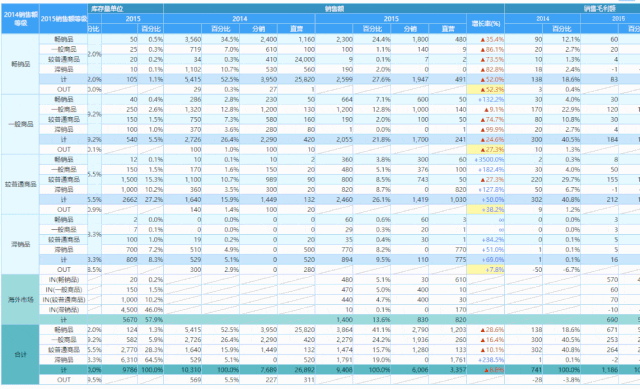 2014销售额等级 2015销售额等级 库存量单位 销售额 销售毛利额
2015 2014 2015 增长率(%) 2014 2015
百分比 百分比 百分比 分销 直营 百分比 分销 直营 百分比
畅销品 畅销品 50 0.5% 3,560 34.5% 2,400 1,160 2,300 24.4% 1,800 480 ▲35.4% 90 12.1% 60
一般商品 25 0.3% 719 7.0% 610 100 100 1.1% 140 9 ▲86.1% 20 2.7% 20
较普通商品 20 0.2% 34 0.3% 410 24,000 9 0.1% 7 2 ▲73.5% 10 1.3% 4
滞销品 10 0.1% 1,102 10.7% 530 560 190 2.0% 0 0 ▲82.8% 18 2.4% -1
计 2.0% 105 1.1% 5,415 52.5% 3,950 25,820 2,599 27.6% 1,947 491 ▲52.0% 138 18.6% 83
OUT 0.0% 29 0.3% 27 1 ▲52.3% 3 0.4%
一般商品 畅销品 40 0.4% 286 2.8% 230 50 664 7.1% 600 50 +132.2% 30 4.0% 30
一般商品 250 2.6% 1,320 12.8% 1,200 130 1,200 12.8% 1,000 140 ▲9.1% 170 22.9% 120
较普通商品 150 1.5% 750 7.3% 580 160 190 2.0% 100 50 ▲74.7% 80 10.8% 30
滞销品 100 1.0% 370 3.6% 280 80 1 0.0% 0 1 ▲99.9% 20 2.7% 4
计 9.2% 540 5.5% 2,726 26.4% 2,290 420 2,055 21.8% 1,700 241 ▲24.6% 300 40.5% 184
OUT 0.1% 100 1.0% 100 10 ▲27.3% 10 1.3%
较普通商品 畅销品 12 0.1% 10 0.1% 10 2 360 3.8% 300 60 +3500.0% 2 0.3% 8
一般商品 150 1.5% 170 1.6% 150 20 480 5.1% 376 100 +182.4% 30 4.0% 50
较普通商品 1,500 15.3% 1,100 10.7% 989 90 800 8.5% 743 50 ▲27.3% 220 29.7% 155
滞销品 1,000 10.2% 360 3.5% 300 20 820 8.7% 0 820 +127.8% 50 6.7% -1
计 5.5% 2662 27.2% 1,640 15.9% 1,449 132 2,460 26.1% 1,419 1,030 +50.0% 302 40.8% 212
OUT 0.9% 140 1.4% 100 20 +38.2% 9 1.2%
滞销品 畅销品 2 0.0% 0 0.0% 0 0 60 0.6% 60 3 ∞ 0 0.0% 3
一般商品 7 0.1% 0 0.0% 0 0 29 0.3% 20 1 ∞ 0 0.0% 3
较普通商品 100 1.0% 19 0.2% 0 0 35 0.4% 30 1 +84.2% 0 0.1% 5
滞销品 700 7.2% 510 4.9% 0 500 770 8.2% 0 770 +51.0% 1 0.1% 5
计 3.3% 809 8.3% 529 5.1% 0 520 894 9.5% 110 775 +69.0% 1 0.1% 16
OUT 8.5% 300 2.9% 0 280 +7.8% -50 -6.7%
海外市场 IN(畅销品) 20 0.2% 480 5.1% 30 610 570
IN(一般商品) 150 1.5% 470 5.0% 400 10 60
IN(较普通商品) 1,000 10.2% 440 4.7% 400 30 70
IN(滞销品) 4,500 46.0% 10 0.1% 0 170
计 5670 57.9% 1,400 13.6% 830 820 690
合计 畅销品 2.0% 124 1.3% 5,415 52.5% 3,950 25,820 3,864 41.1% 2,790 1,203 ▲28.6% 138 18.6% 671
一般商品 9.2% 582 5.9% 2,726 26.4% 2,290 420 2,279 24.2% 1,936 260 ▲16.4% 300 40.5% 253
较普通商品 5.5% 2,770 28.3% 1,640 15.9% 1,449 132 1,474 15.7% 1,280 133 ▲10.1% 302 40.8% 264
滞销品 3.3% 6,310 64.5% 529 5.1% 0 520 1,791 19.0% 0 1,761 +238.5% 1 0.1% -2
计 0.0% 9786 100.0% 10,310 100.0% 7,689 26,892 9,408 100.0% 6,006 3,357 741 100.0% 1,186
OUT 9.5% 569 5.5% 227 311 -28 -3.8%